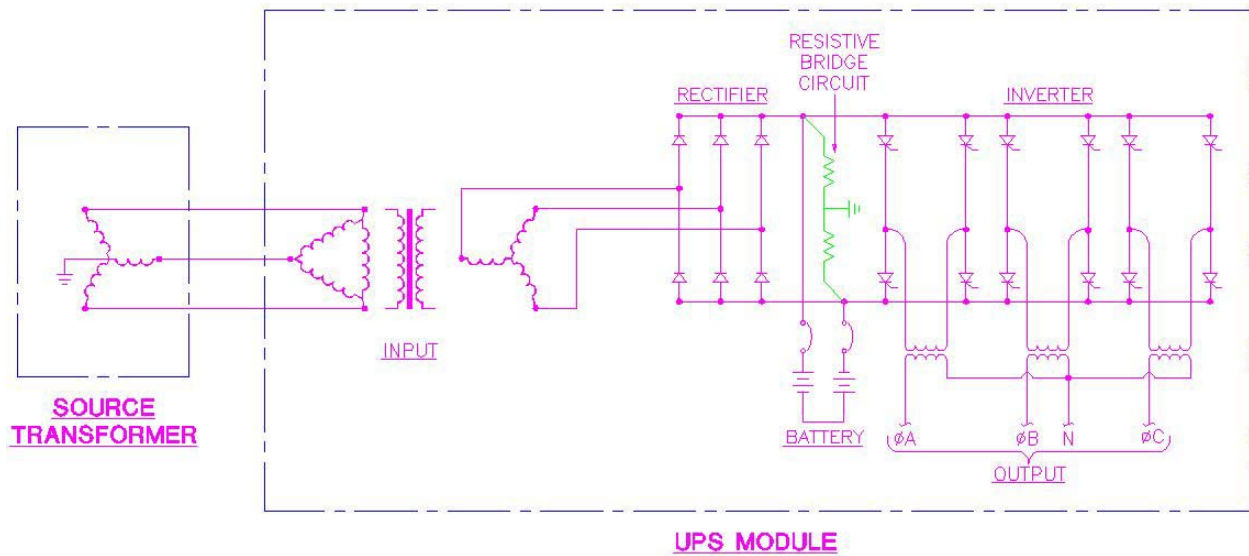 RESISTIVE
BRIDGE
CIRCUIT
RECTIFIER
INVERTER
INPUT
SOURCE
TRANSFORMER
BATTERY
ØA
ØB
N
ØC
OUTPUT
UPS MODULE